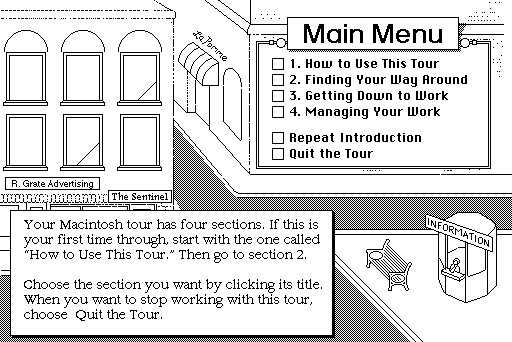 La Pomme
Main Menu
1. How to Use This Tour
2. Finding Your Way Around
3. Getting Down to Work
4. Managing Your Work
Repeat Introduction
Quit the Tour
R. Grate Advertising
The Sentinel
INFORMATION
Your Macintosh tour has four sections. If this is
your first time through, start with the one called
“How to Use This Tour.” Then go to section 2.
Choose the section you want by clicking its title.
When you want to stop working with this tour,
choose  Quit the Tour.